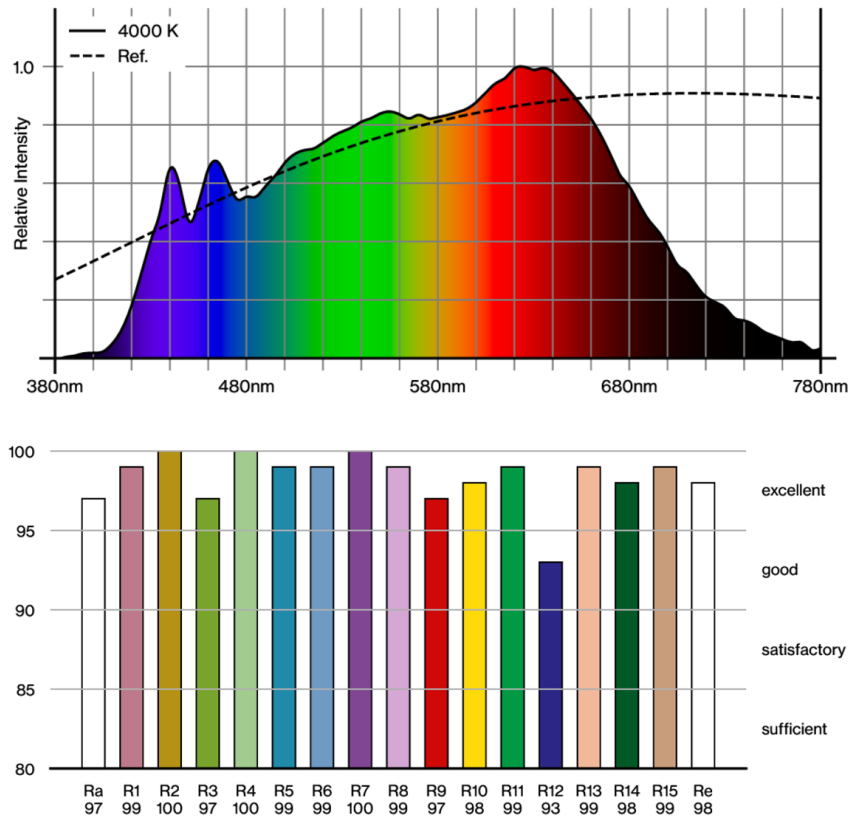 4000 K
Ref.
1.0
Relative Intensity
380nm 480nm 580nm 680nm 780nm
100
excellent
95
good
90
satisfactory
85
sufficient
80
Ra R1 R2 R3 R4 R5 R6 R7 R8 R9 R10 R11 R12 R13 R14 R15 Re
97 99 100 97 100 99 99 100 99 97 98 99 93 99 98 99 98